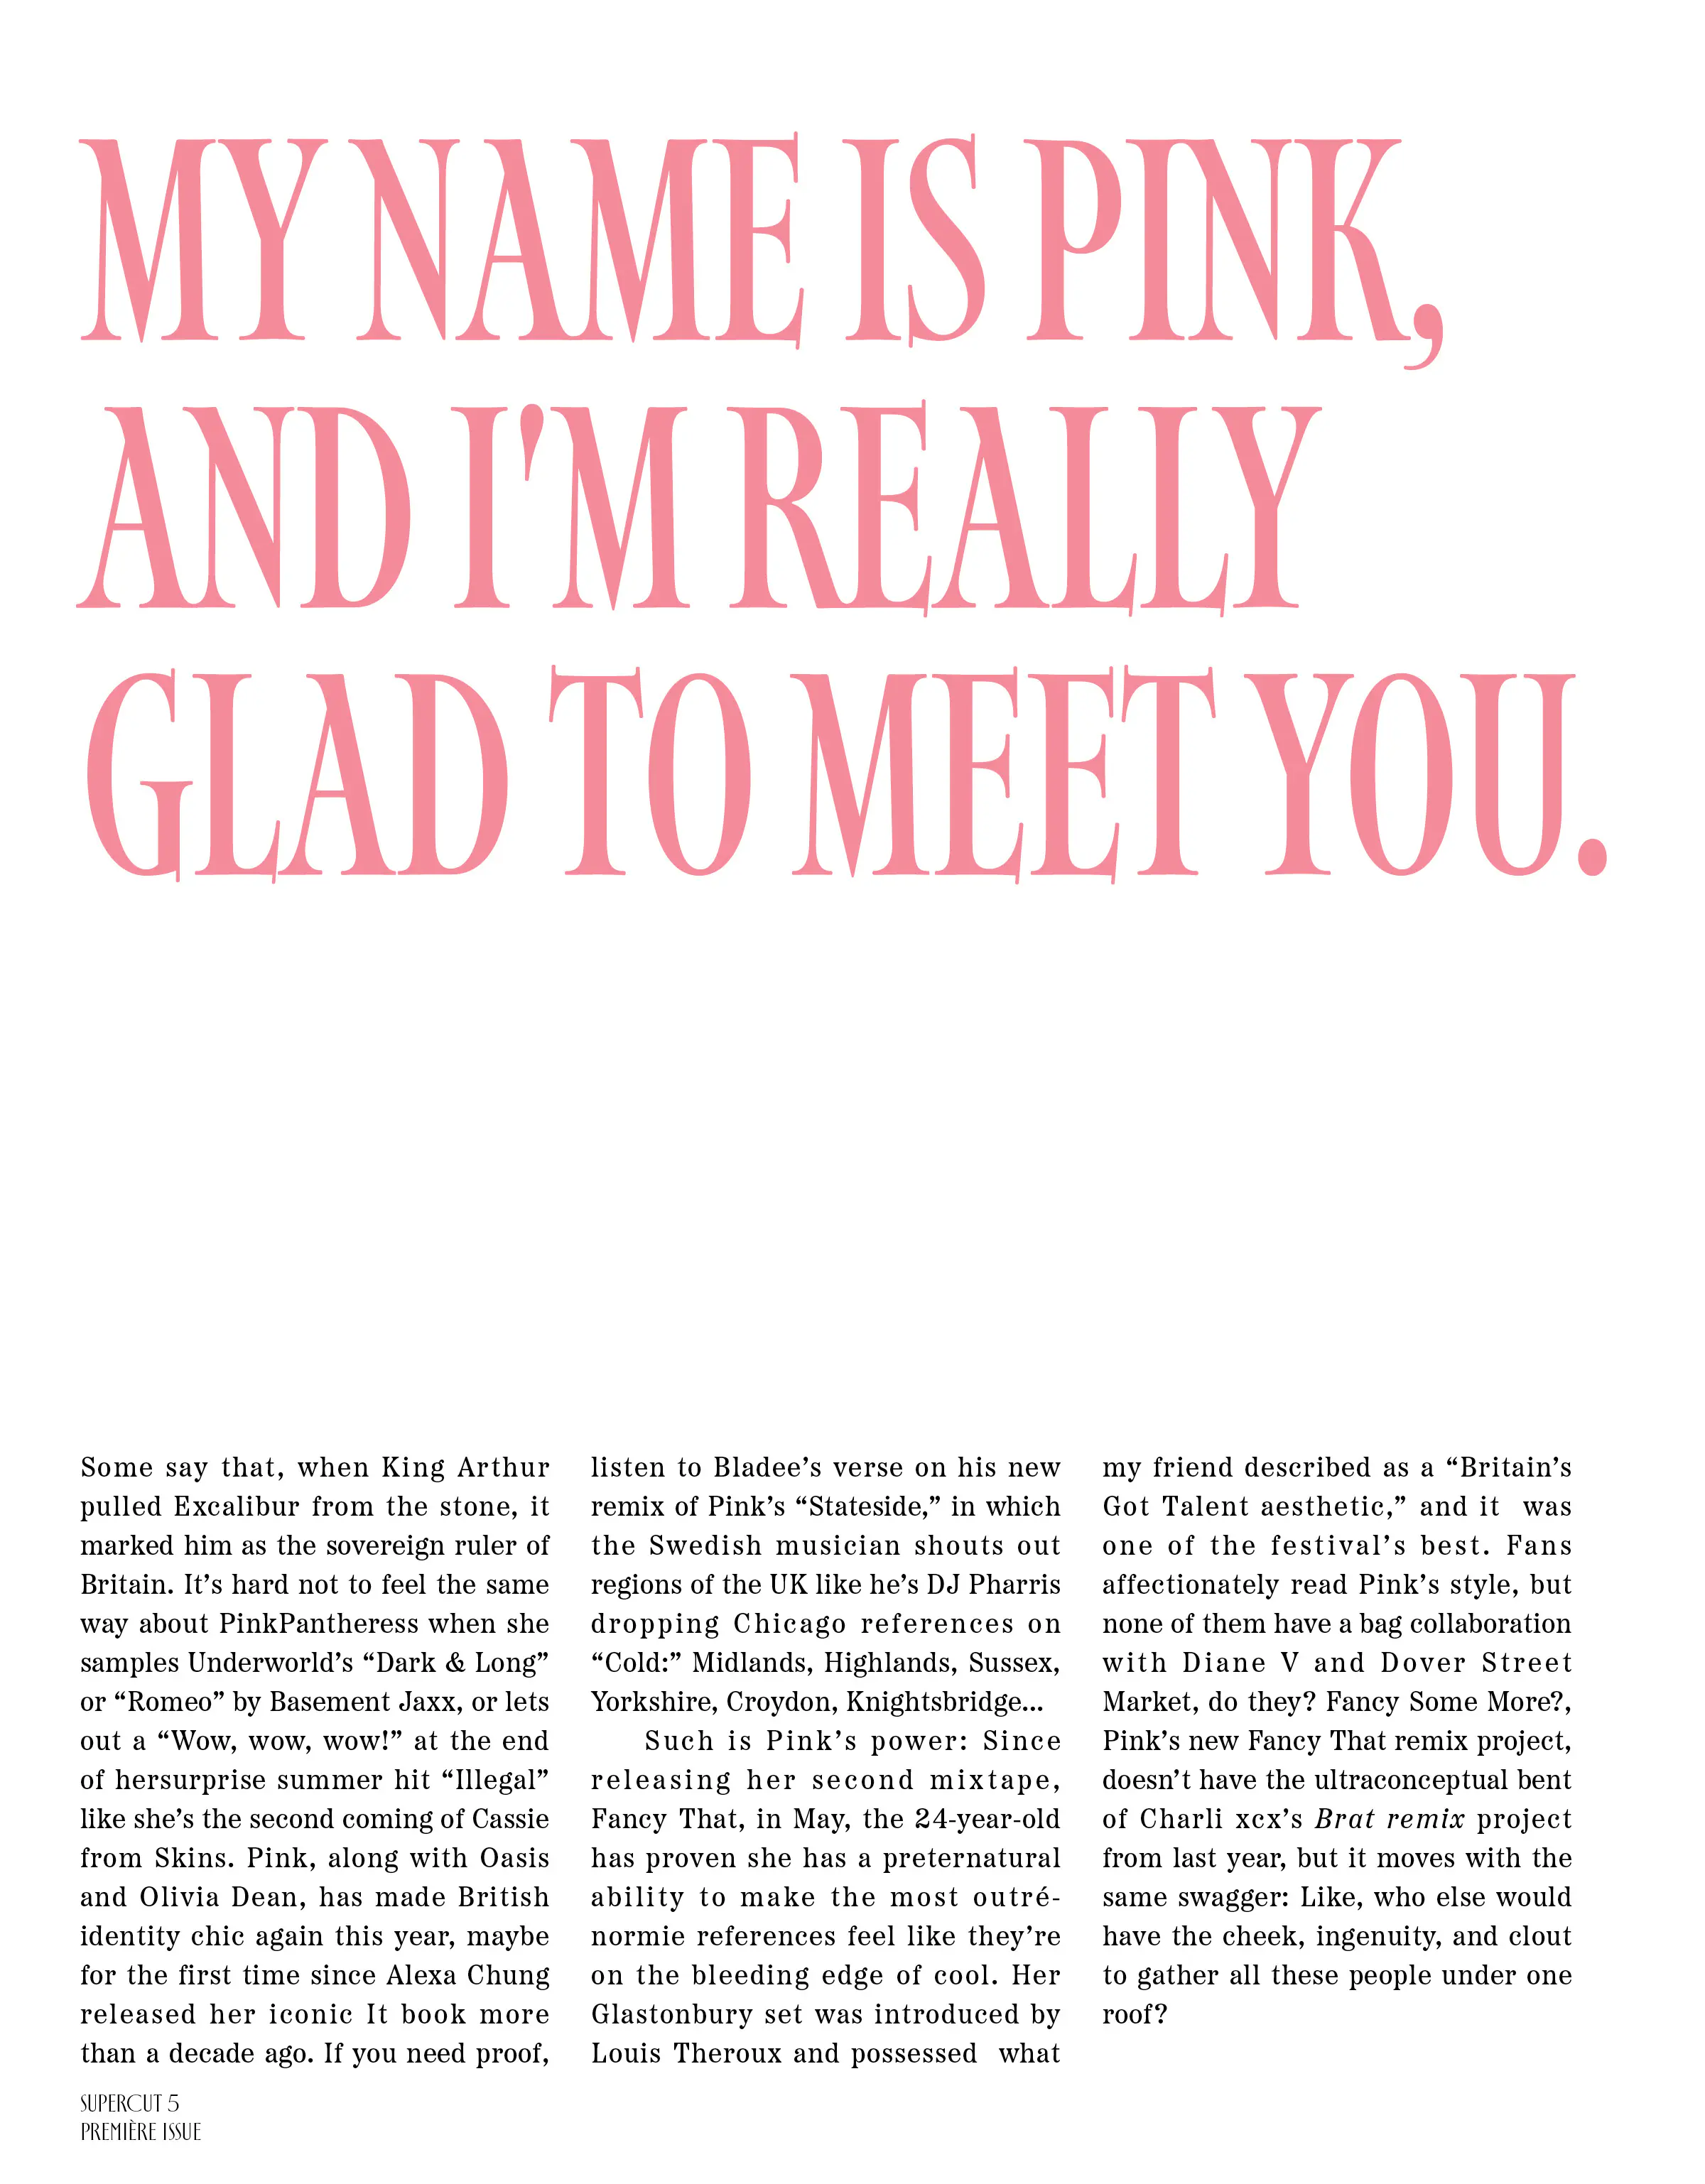 MY NAME IS PINK,
AND I'M REALLY
GLAD TO MEET YOU.
Some say that, when King Arthur
pulled Excalibur from the stone, it
marked him as the sovereign ruler of
Britain. It’s hard not to feel the same
way about PinkPantheress when she
samples Underworld’s “Dark & Long”
or “Romeo” by Basement Jaxx, or lets
out a “Wow, wow, wow!” at the end
of hersurprise summer hit “Illegal”
like she’s the second coming of Cassie
from Skins. Pink, along with Oasis
and Olivia Dean, has made British
identity chic again this year, maybe
for the first time since Alexa Chung
released her iconic It book more
than a decade ago. If you need proof,
listen to Bladee’s verse on his new
remix of Pink’s “Stateside,” in which
the Swedish musician shouts out
regions of the UK like he’s DJ Pharris
dropping Chicago references on
“Cold:” Midlands, Highlands, Sussex,
Yorkshire, Croydon, Knightsbridge...
Such is Pink’s power: Since
releasing her second mixtape,
Fancy That, in May, the 24-year-old
has proven she has a preternatural
ability to make the most outré-
normie references feel like they’re
on the bleeding edge of cool. Her
Glastonbury set was introduced by
Louis Theroux and possessed what
my friend described as a “Britain’s
Got Talent aesthetic,” and it was
one of the festival’s best. Fans
affectionately read Pink’s style, but
none of them have a bag collaboration
with Diane V and Dover Street
Market, do they? Fancy Some More?,
Pink’s new Fancy That remix project,
doesn’t have the ultraconceptual bent
of Charli xcx’s Brat remix project
from last year, but it moves with the
same swagger: Like, who else would
have the cheek, ingenuity, and clout
to gather all these people under one
roof?
SUPERCUT 5
PREMIÈRE ISSUE